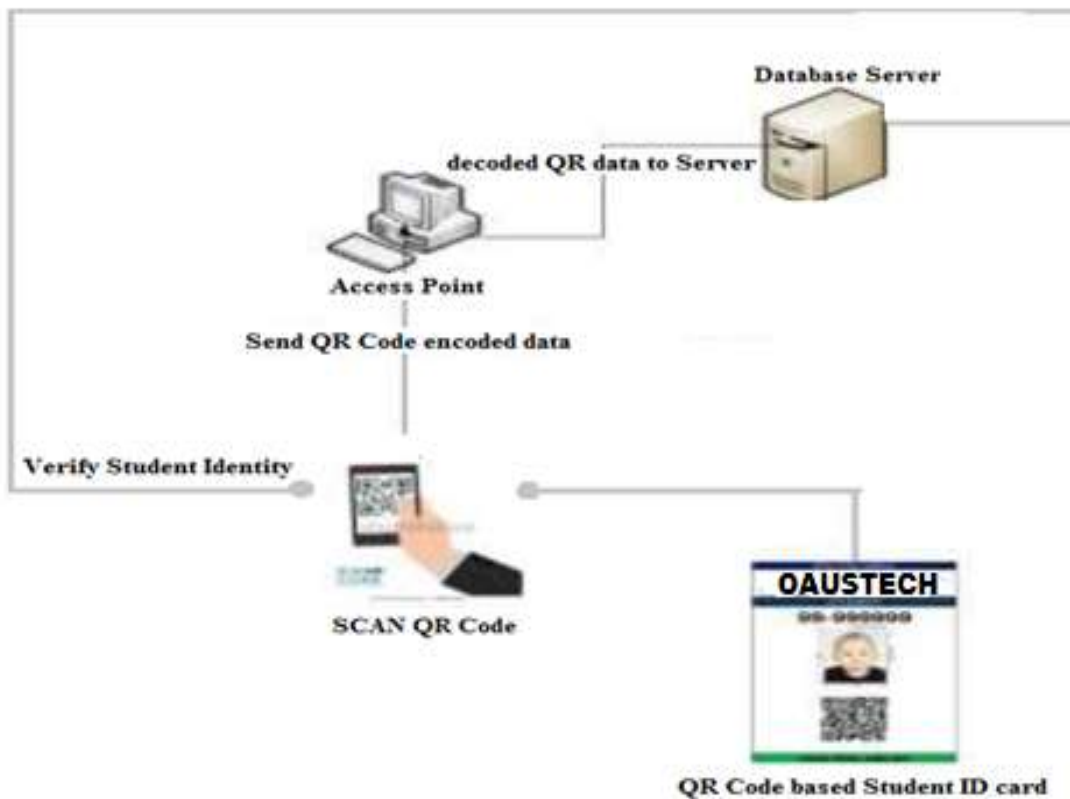 Database Server
decoded QR data to Server
Access Point
Send QR Code encoded data
Verify Student Identity
SCAN QR Code
OAUSTECH
QR Code based Student ID card